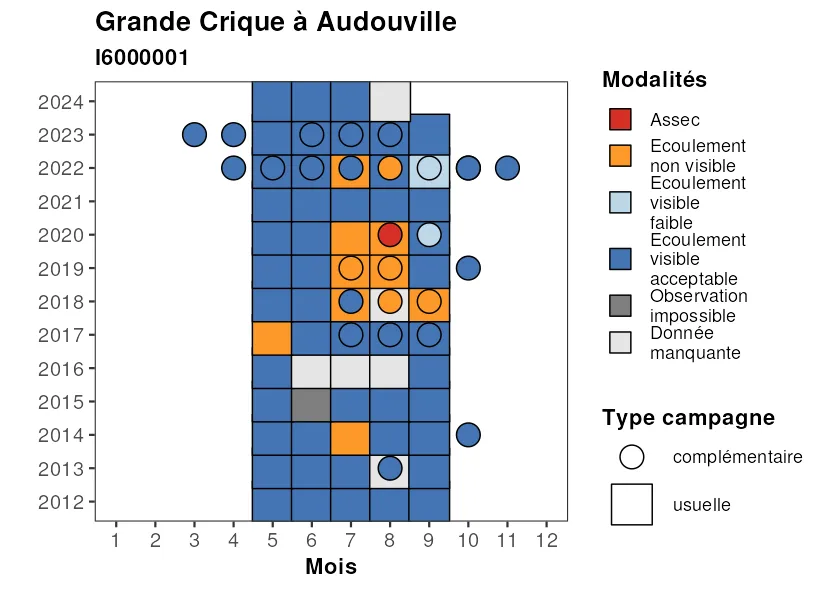 Grande Crique à Audouville
I6000001
2024
2023
2022
2021
2020
2019
2018
2017
2016
2015
2014
2013
2012
1 2 3 4 5 6 7 8 9 10 11 12
Mois
Modalités
Assec
Ecoulement
non visible
Ecoulement
visible
faible
Ecoulement
visible
acceptable
Observation
impossible
Donnée
manquante
Type campagne
complémentaire
usuelle